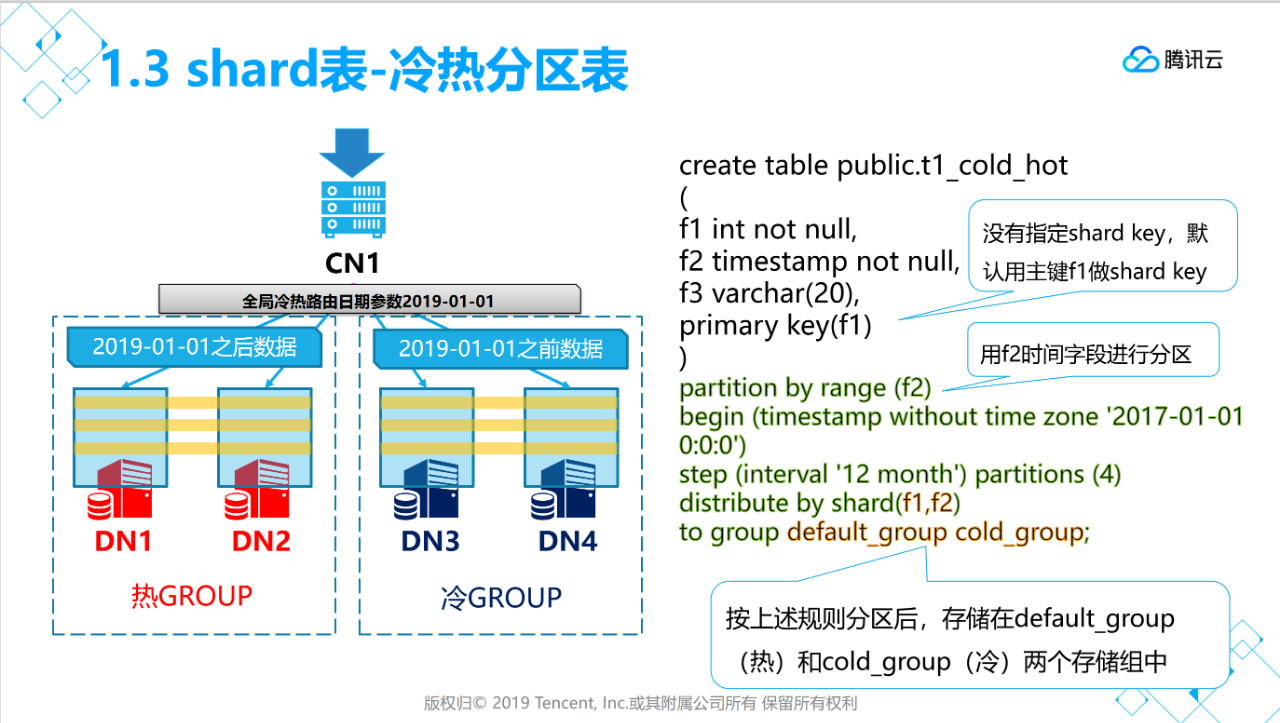 1.3 shard表-冷热分区表
腾讯云
CN1
全局冷热路由日期参数2019-01-01
2019-01-01之后数据
2019-01-01之前数据
DN1
DN2
DN3
DN4
热GROUP
冷GROUP
create table public.t1_cold_hot
(
f1 int not null,
f2 timestamp not null,
f3 varchar(20),
primary key(f1)
)
partition by range (f2)
begin (timestamp without time zone '2017-01-01
0:0:0')
step (interval '12 month') partitions (4)
distribute by shard(f1,f2)
to group default_group cold_group;
没有指定shard key，默
认用主键f1做shard key
用f2时间字段进行分区
按上述规则分区后，存储在default_group
（热）和cold_group（冷）两个存储组中
版权归© 2019 Tencent, Inc.或其附属公司所有 保留所有权利